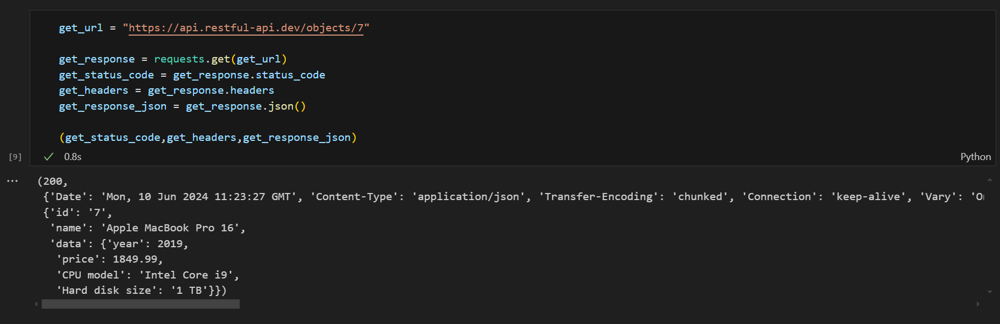 get_url = "https://api.restful-api.dev/objects/7"
get_response = requests.get(get_url)
get_status_code = get_response.status_code
get_headers = get_response.headers
get_response_json = get_response.json()
(get_status_code,get_headers,get_response_json)
[9] 0.8s Python
(200,
{'Date': 'Mon, 10 Jun 2024 11:23:27 GMT', 'Content-Type': 'application/json', 'Transfer-Encoding': 'chunked', 'Connection': 'keep-alive', 'Vary': '
{'id': '7',
'name': 'Apple MacBook Pro 16',
'data': {'year': 2019,
'price': 1849.99,
'CPU model': 'Intel Core i9',
'Hard disk size': '1 TB'}})